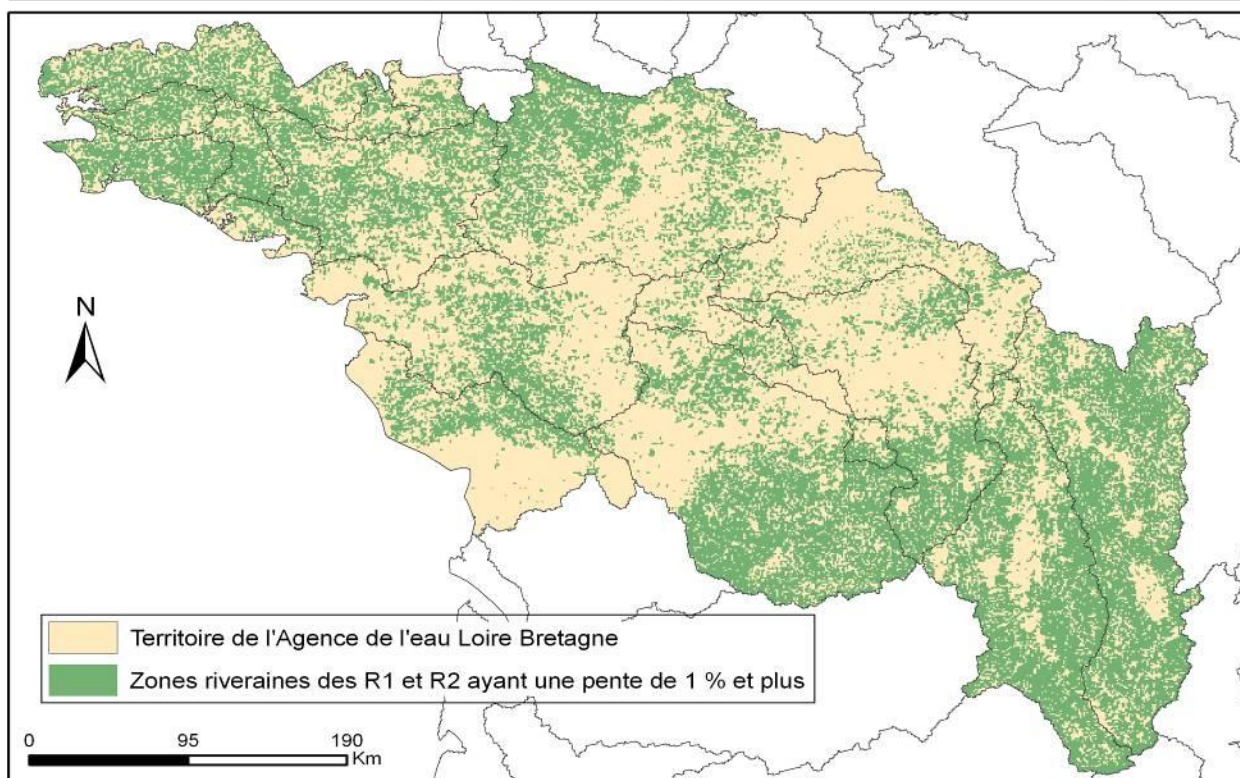 N
Territoire de l'Agence de l'eau Loire Bretagne
Zones riveraines des R1 et R2 ayant une pente de 1 % et plus
0 95 190
Km